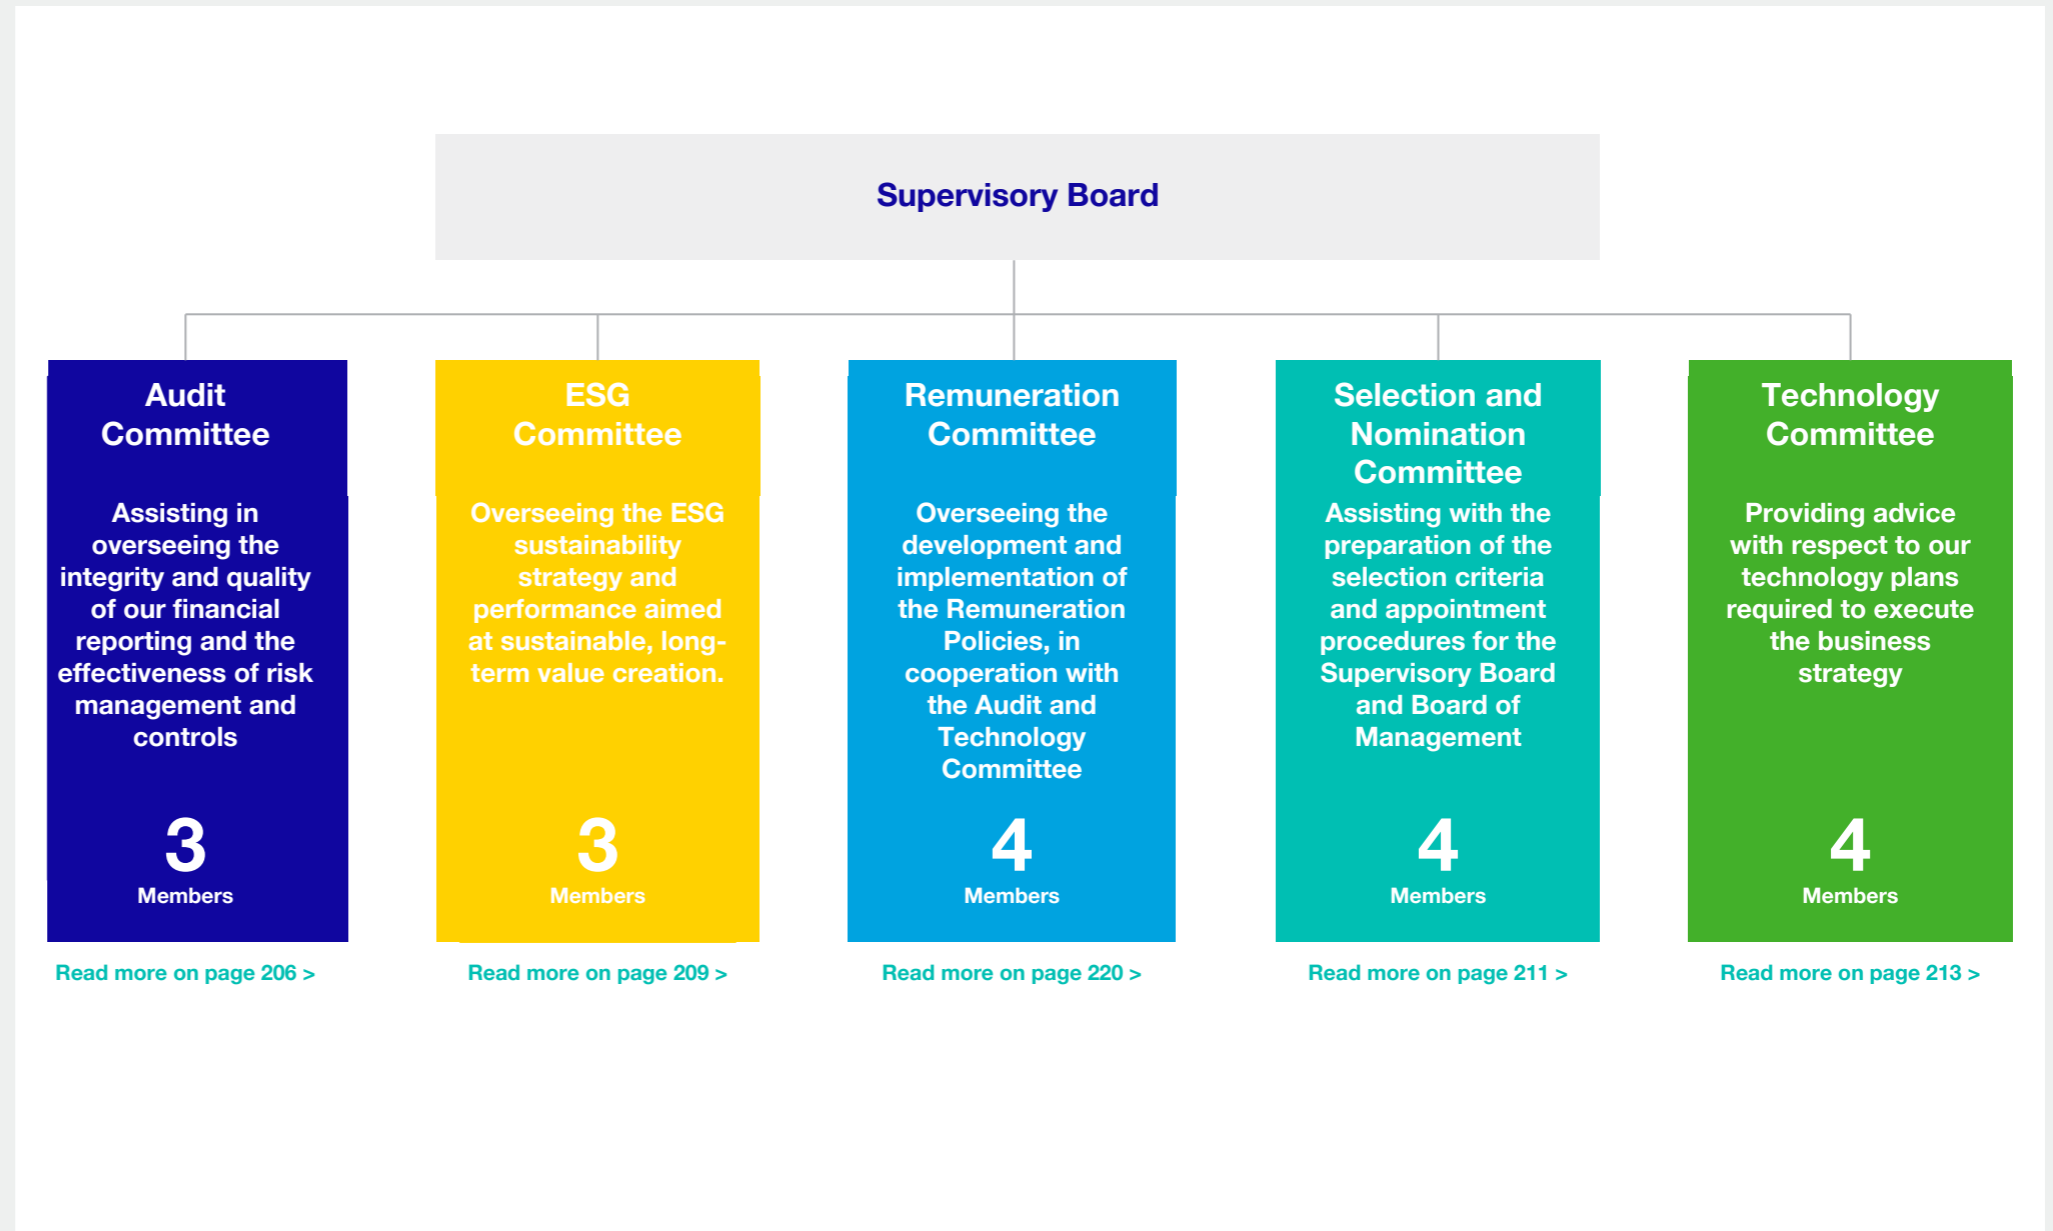 Supervisory Board
Audit
Committee
Assisting in
overseeing the
integrity and quality
of our financial
reporting and the
effectiveness of risk
management and
controls
3
Members
Read more on page 206 >
ESG
Committee
Overseeing the ESG
sustainability
strategy and
performance aimed
at sustainable, long-
term value creation.
3
Members
Read more on page 209 >
Remuneration
Committee
Overseeing the
development and
implementation of
the Remuneration
Policies, in
cooperation with
the Audit and
Technology
Committee
4
Members
Read more on page 220 >
Selection and
Nomination
Committee
Assisting with the
preparation of the
selection criteria
and appointment
procedures for the
Supervisory Board
and Board of
Management
4
Members
Read more on page 211 >
Technology
Committee
Providing advice
with respect to our
technology plans
required to execute
the business
strategy
4
Members
Read more on page 213 >